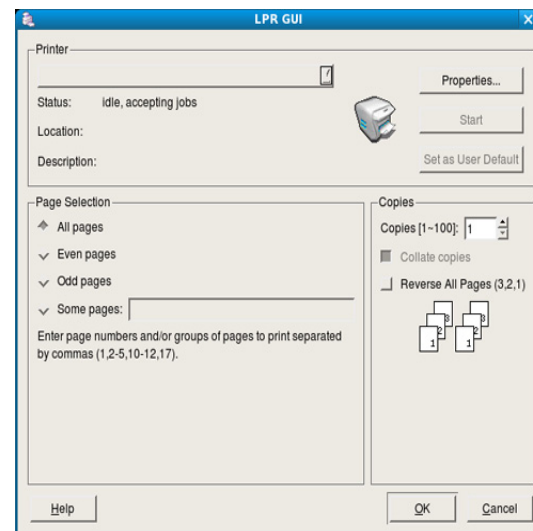 LPR GUI
Printer
Properties...
Status: idle, accepting jobs
Start
Location:
Description:
Set as User Default
Page Selection
All pages
Even pages
Odd pages
Some pages:
Enter page numbers and/or groups of pages to print separated
by commas (1,2-5,10-12,17).
Copies
Copies [1~100]: 1
Collate copies
Reverse All Pages (3,2,1)
3 3
2 2
1 1
Help
OK
Cancel